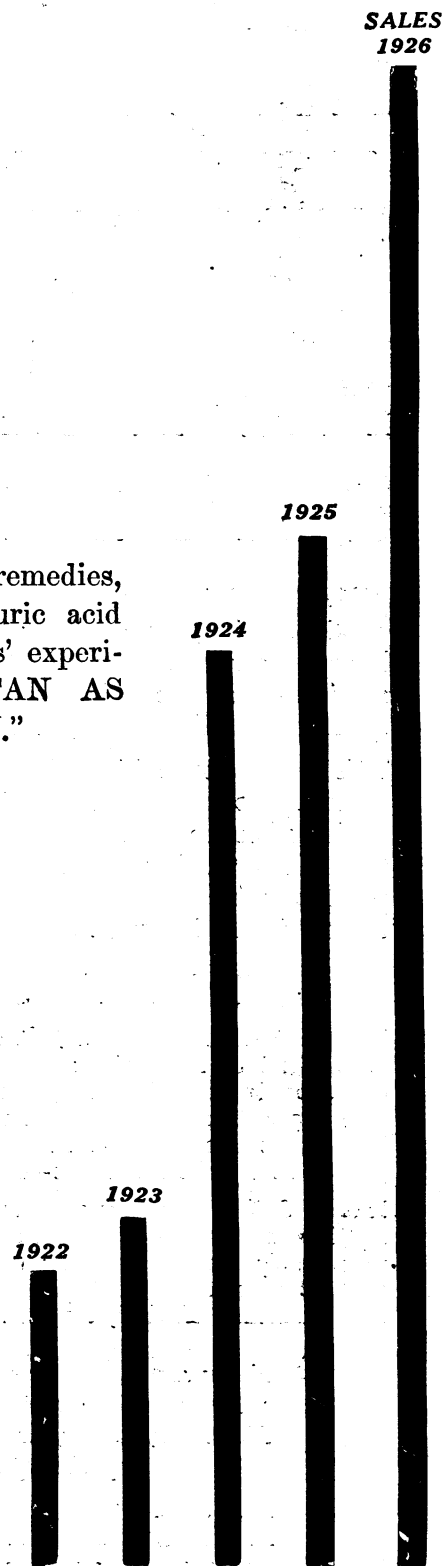 SALES
1926
1925
remedies,
1924
uric acid
s' experi-
AN AS
.”
1923
1922